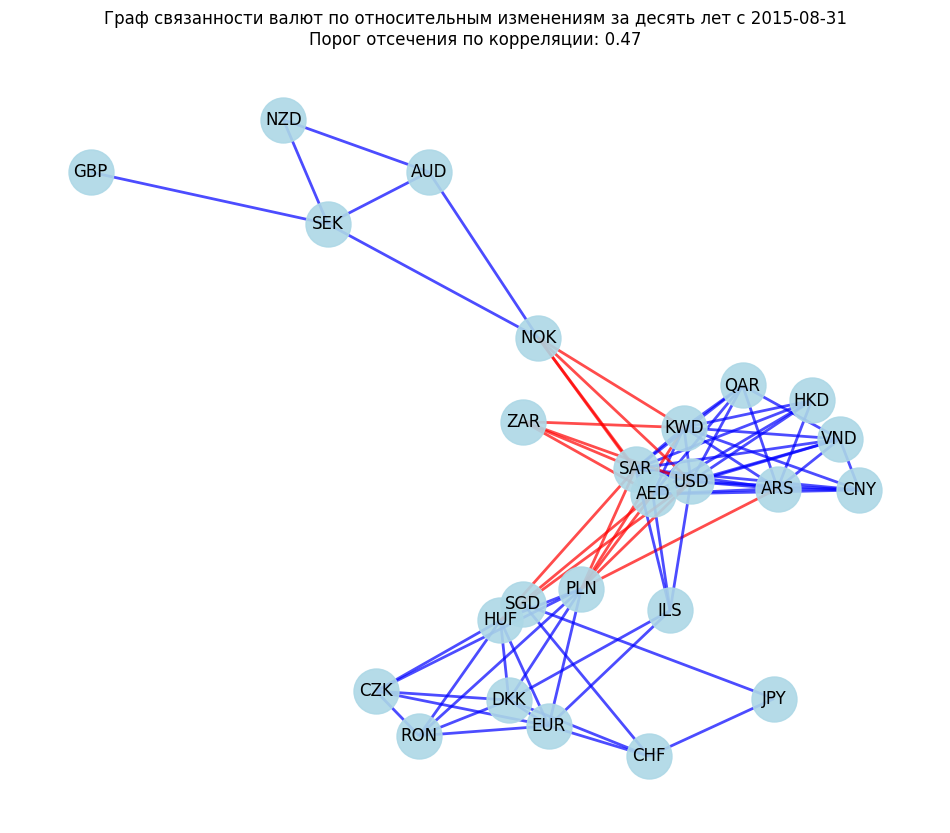 Граф связанности валют по относительным изменениям за десять лет с 2015-08-31
Порог отсечения по корреляции: 0.47
NZD
GBP
AUD
SEK
NOK
QAR
HKD
ZAR
KWD
VND
SAR
USD
AED
ARS
CNY
PLN
SGD
HUF
ILS
CZK
DKK
JPY
EUR
RON
CHF